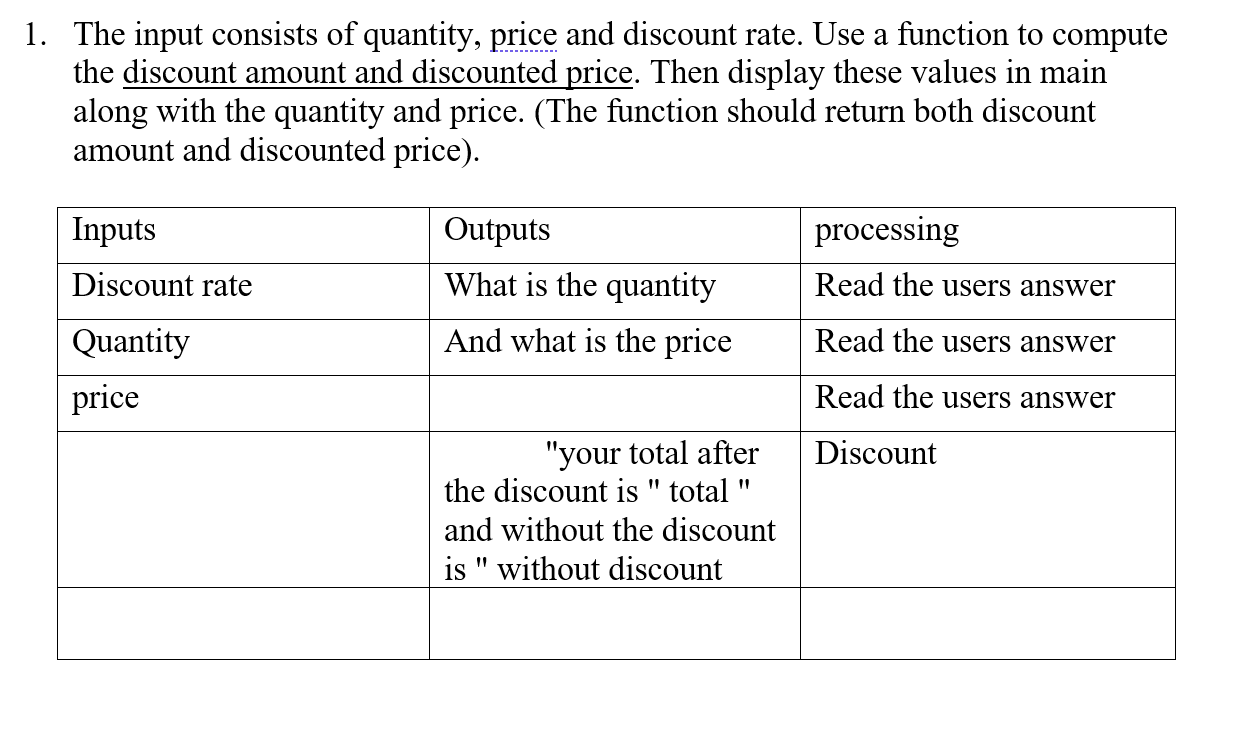 1. The input consists of quantity, price and discount rate. Use a function to compute
the discount amount and discounted price. Then display these values in main
along with the quantity and price. (The function should return both discount
amount and discounted price).
Inputs Outputs processing
Discount rate What is the quantity Read the users answer
Quantity And what is the price Read the users answer
price Read the users answer
"your total after Discount
the discount is " total "
and without the discount
is " without discount